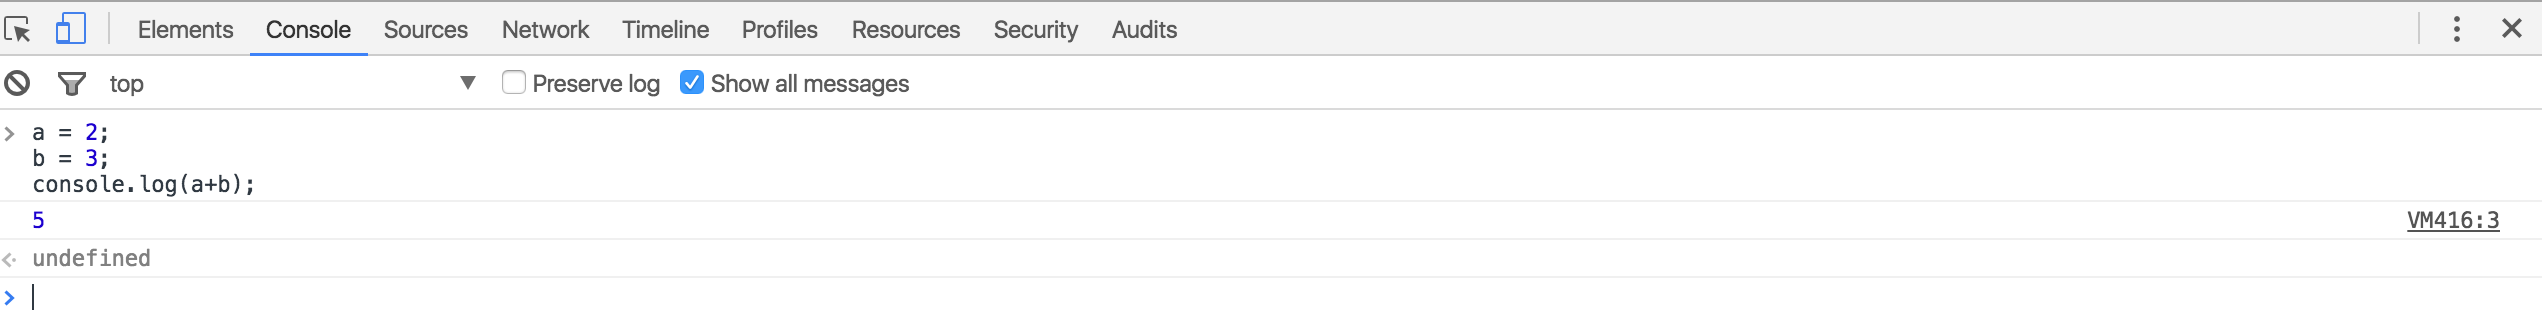 Elements Console Sources Network Timeline Profiles Resources Security Audits
top Preserve log Show all messages
a = 2;
b = 3;
console.log(a+b);
5 VM416:3
undefined